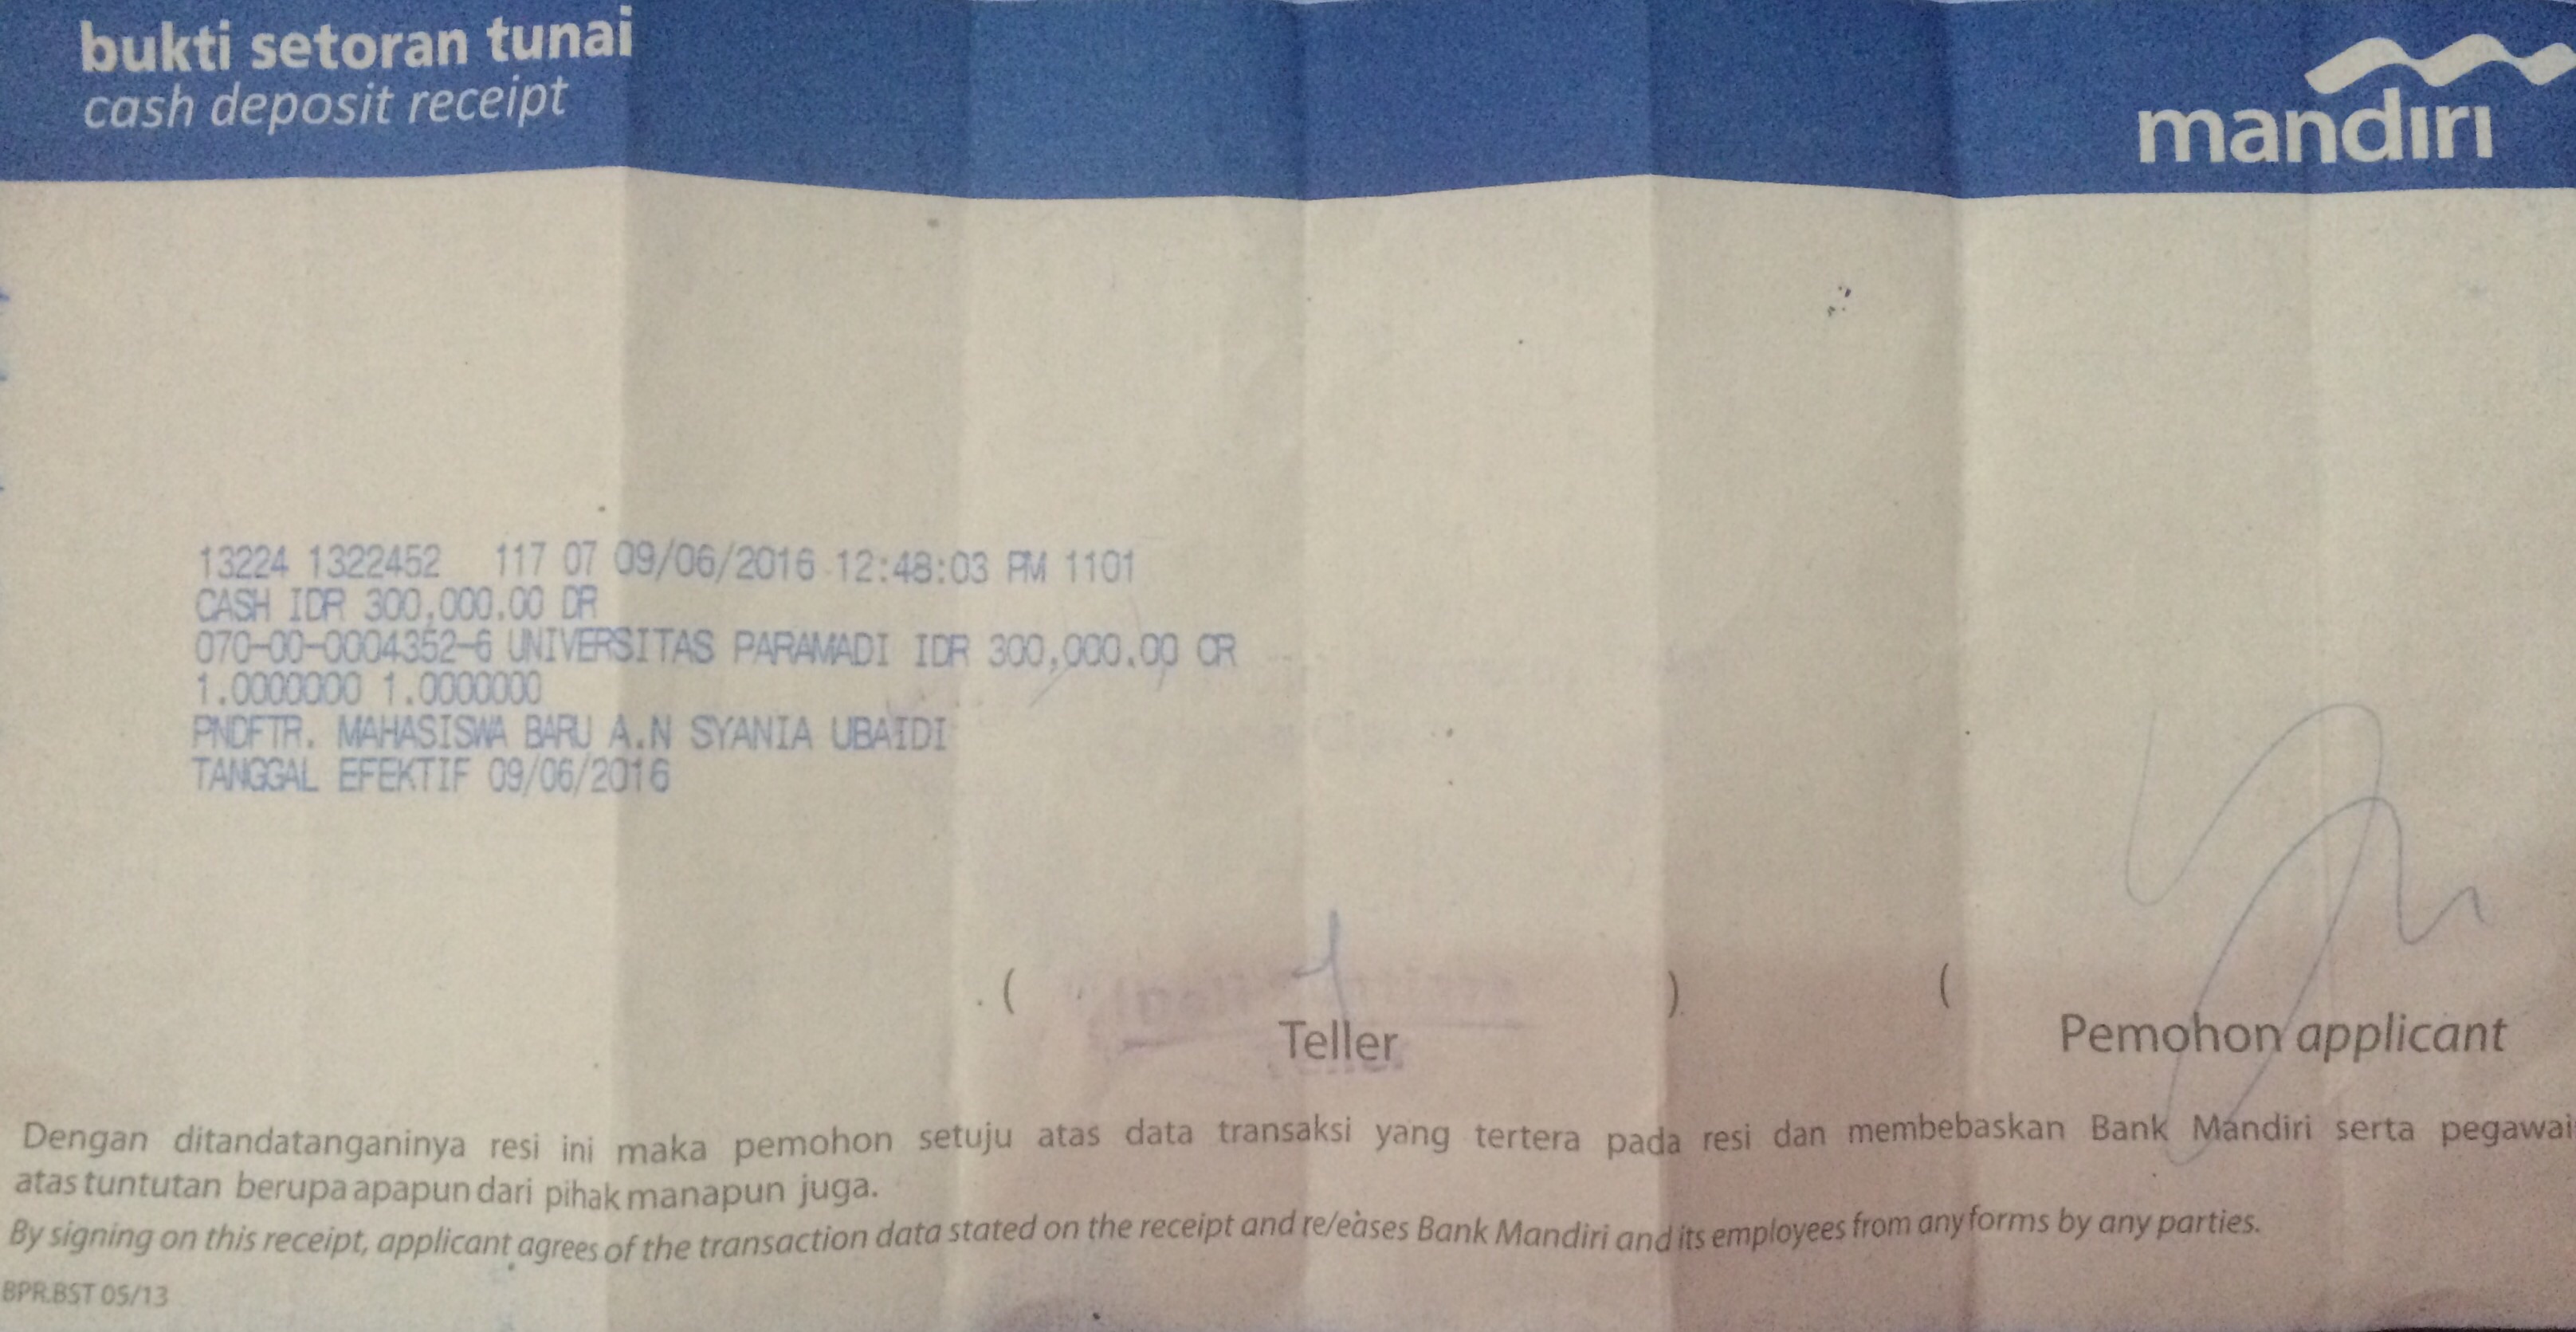 bukti setoran tunai
cash deposit receipt
mandiri
13224 1322452 117 07 09/06/2016 12:48:03 PM 1101
CASH IDR 300,000.00 DR
070-00-0004352-6 UNIVERSITAS PARAMADI IDR 300,000.00 CR
1.0000000 1.0000000
PNDFTR. MAHASISWA BARU A.N SYANIA UBAIDI
TANGGAL EFEKTIF 09/06/2016
( ) (
Teller
Pemohon applicant
Dengan ditandatanganinya resi ini maka pemohon setuju atas data transaksi yang tertera pada resi dan membebaskan Bank Mandiri serta pegawai
atas tuntutan berupa apapun dari pihak manapun juga.
By signing on this receipt, applicant agrees of the transaction data stated on the receipt and re/eases Bank Mandiri and its employees from any forms by any parties.
BPR.BST 05/13